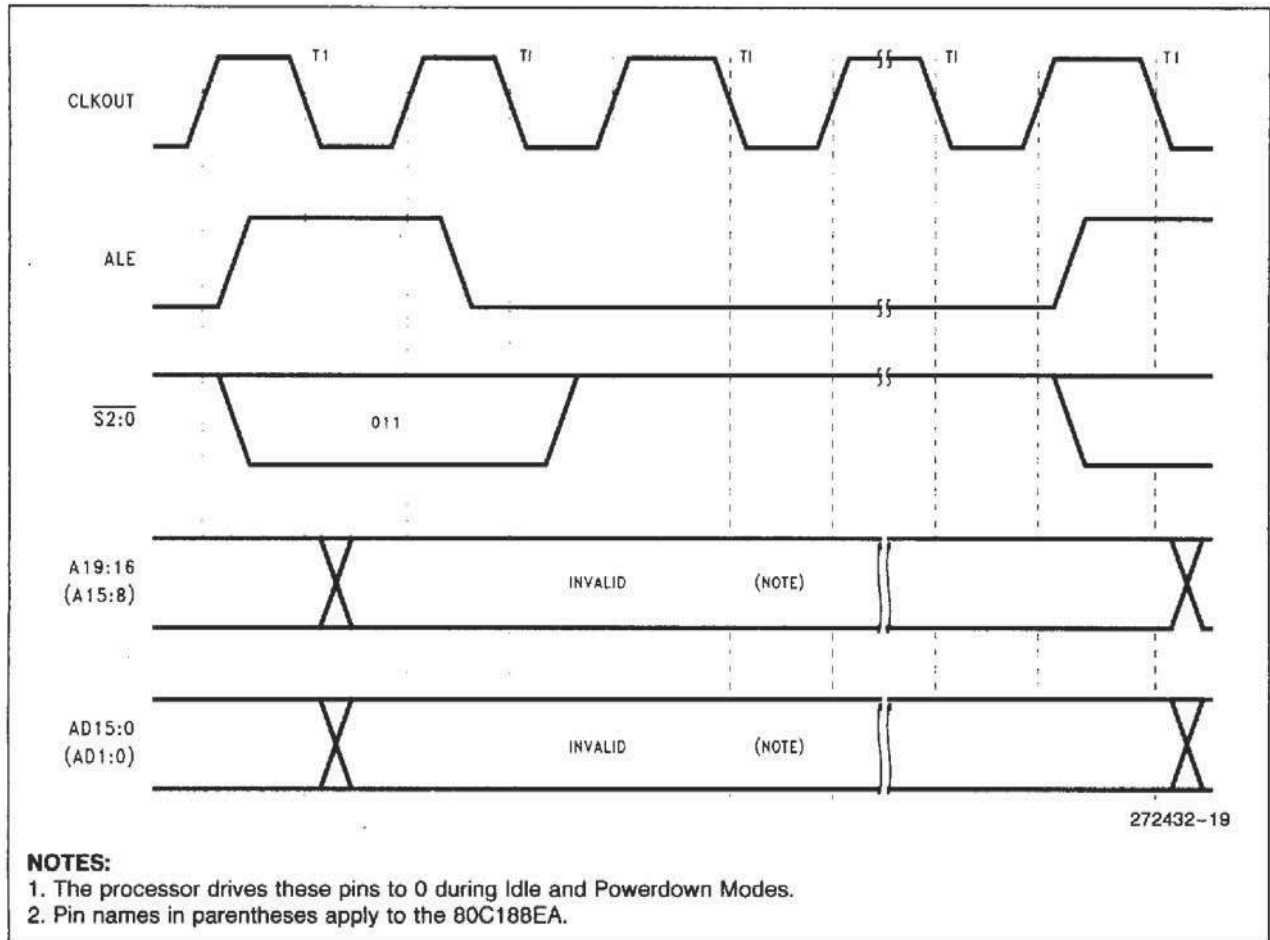 T1 TI TI TI T1
CLKOUT
ALE
S2:0
011
A19:16
(A15:8)
INVALID (NOTE)
AD15:0
(AD1:0)
INVALID (NOTE)
272432-19
NOTES:
1. The processor drives these pins to 0 during Idle and Powerdown Modes.
2. Pin names in parentheses apply to the 80C188EA.